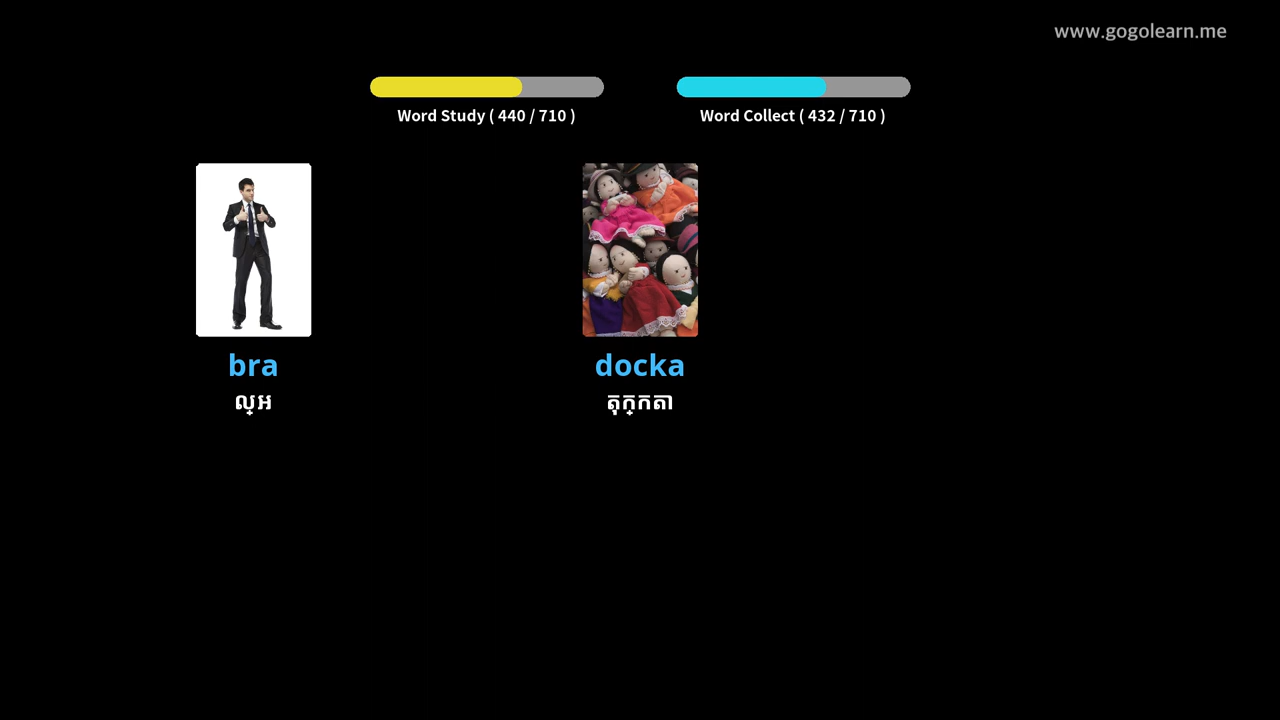 www.gogolearn.me
Word Study ( 440 / 710 )
Word Collect ( 432 / 710 )
bra
docka
ល្អ
តុក្កតា